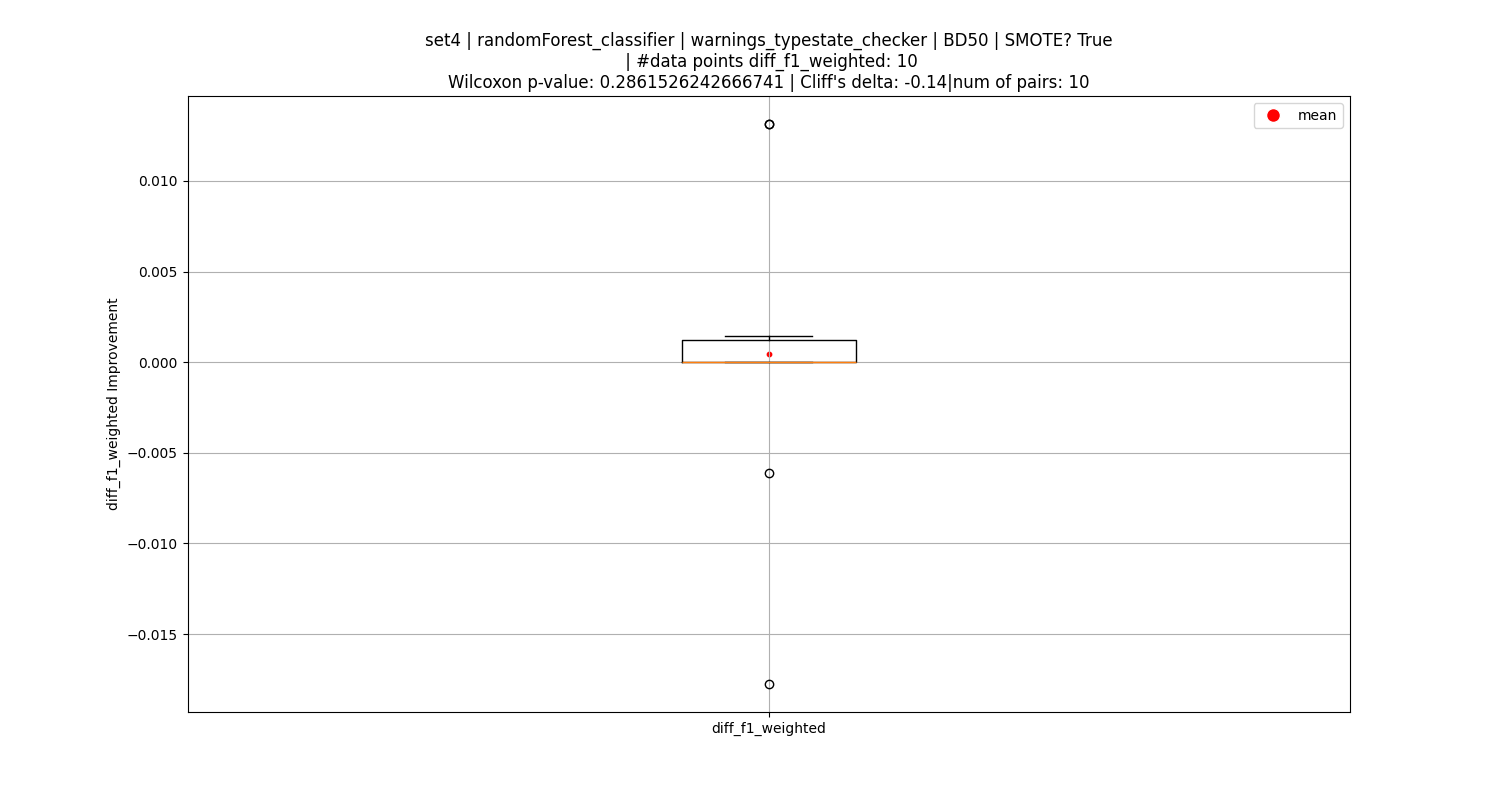 set4 | randomForest_classifier | warnings_typestate_checker | BD50 | SMOTE? True
| #data points diff_f1_weighted: 10
Wilcoxon p-value: 0.2861526242666741 | Cliff's delta: -0.14|num of pairs: 10
mean
0.010
0.005
0.000
−0.005
−0.010
−0.015
diff_f1_weighted Improvement
diff_f1_weighted